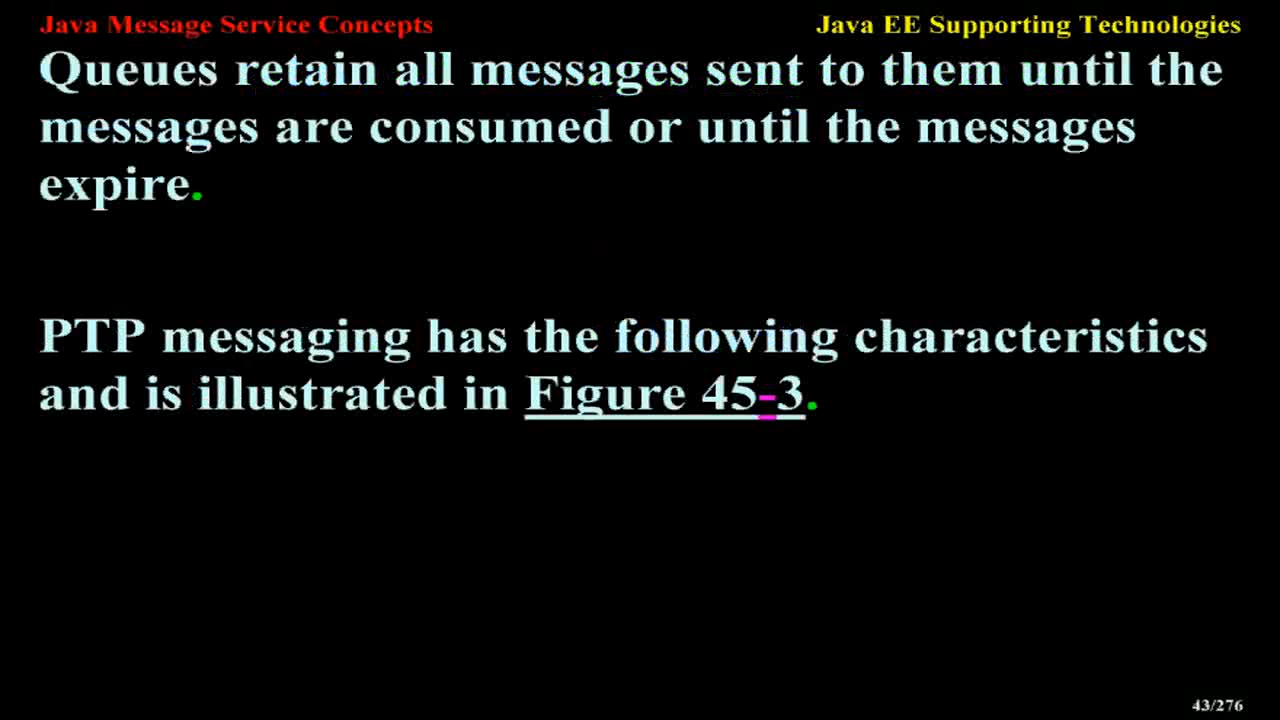 Java Message Service Concepts
Java EE Supporting Technologies
Queues retain all messages sent to them until the
messages are consumed or until the messages
expire.
PTP messaging has the following characteristics
and is illustrated in Figure 45-3.
43/276